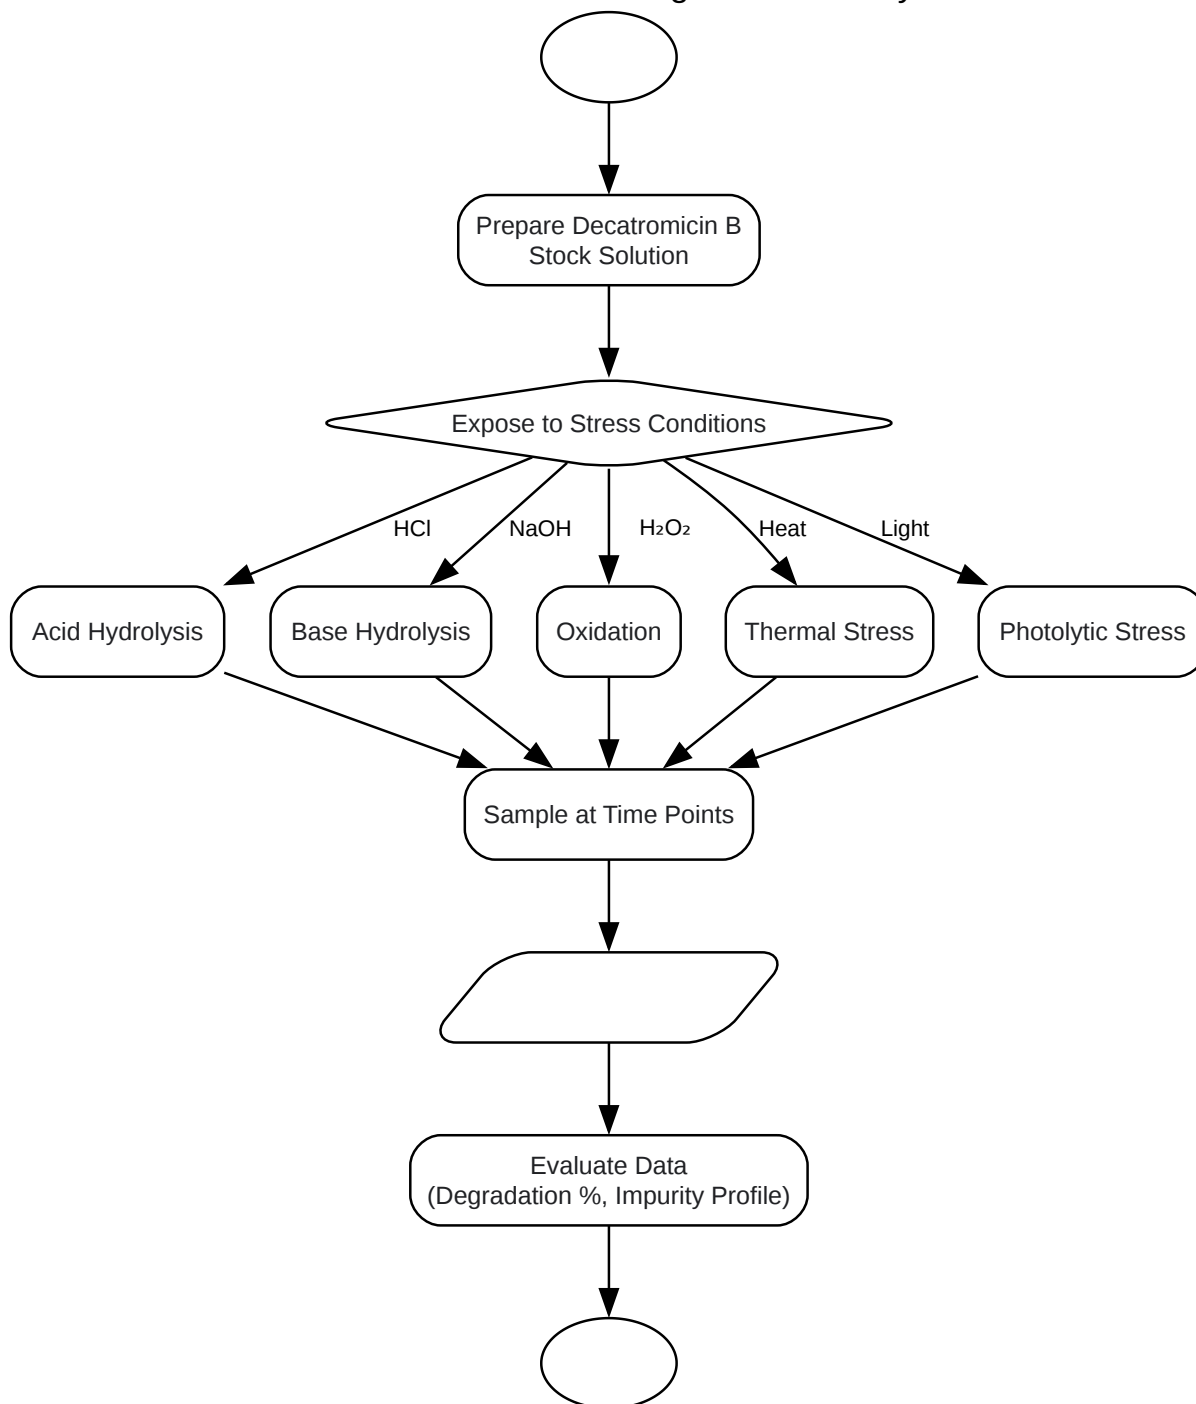 Prepare Decatromicin B
Stock Solution
Expose to Stress Conditions
HCl
NaOH
H₂O₂
Heat
Light
Acid Hydrolysis
Base Hydrolysis
Oxidation
Thermal Stress
Photolytic Stress
Sample at Time Points
Evaluate Data
(Degradation %, Impurity Profile)